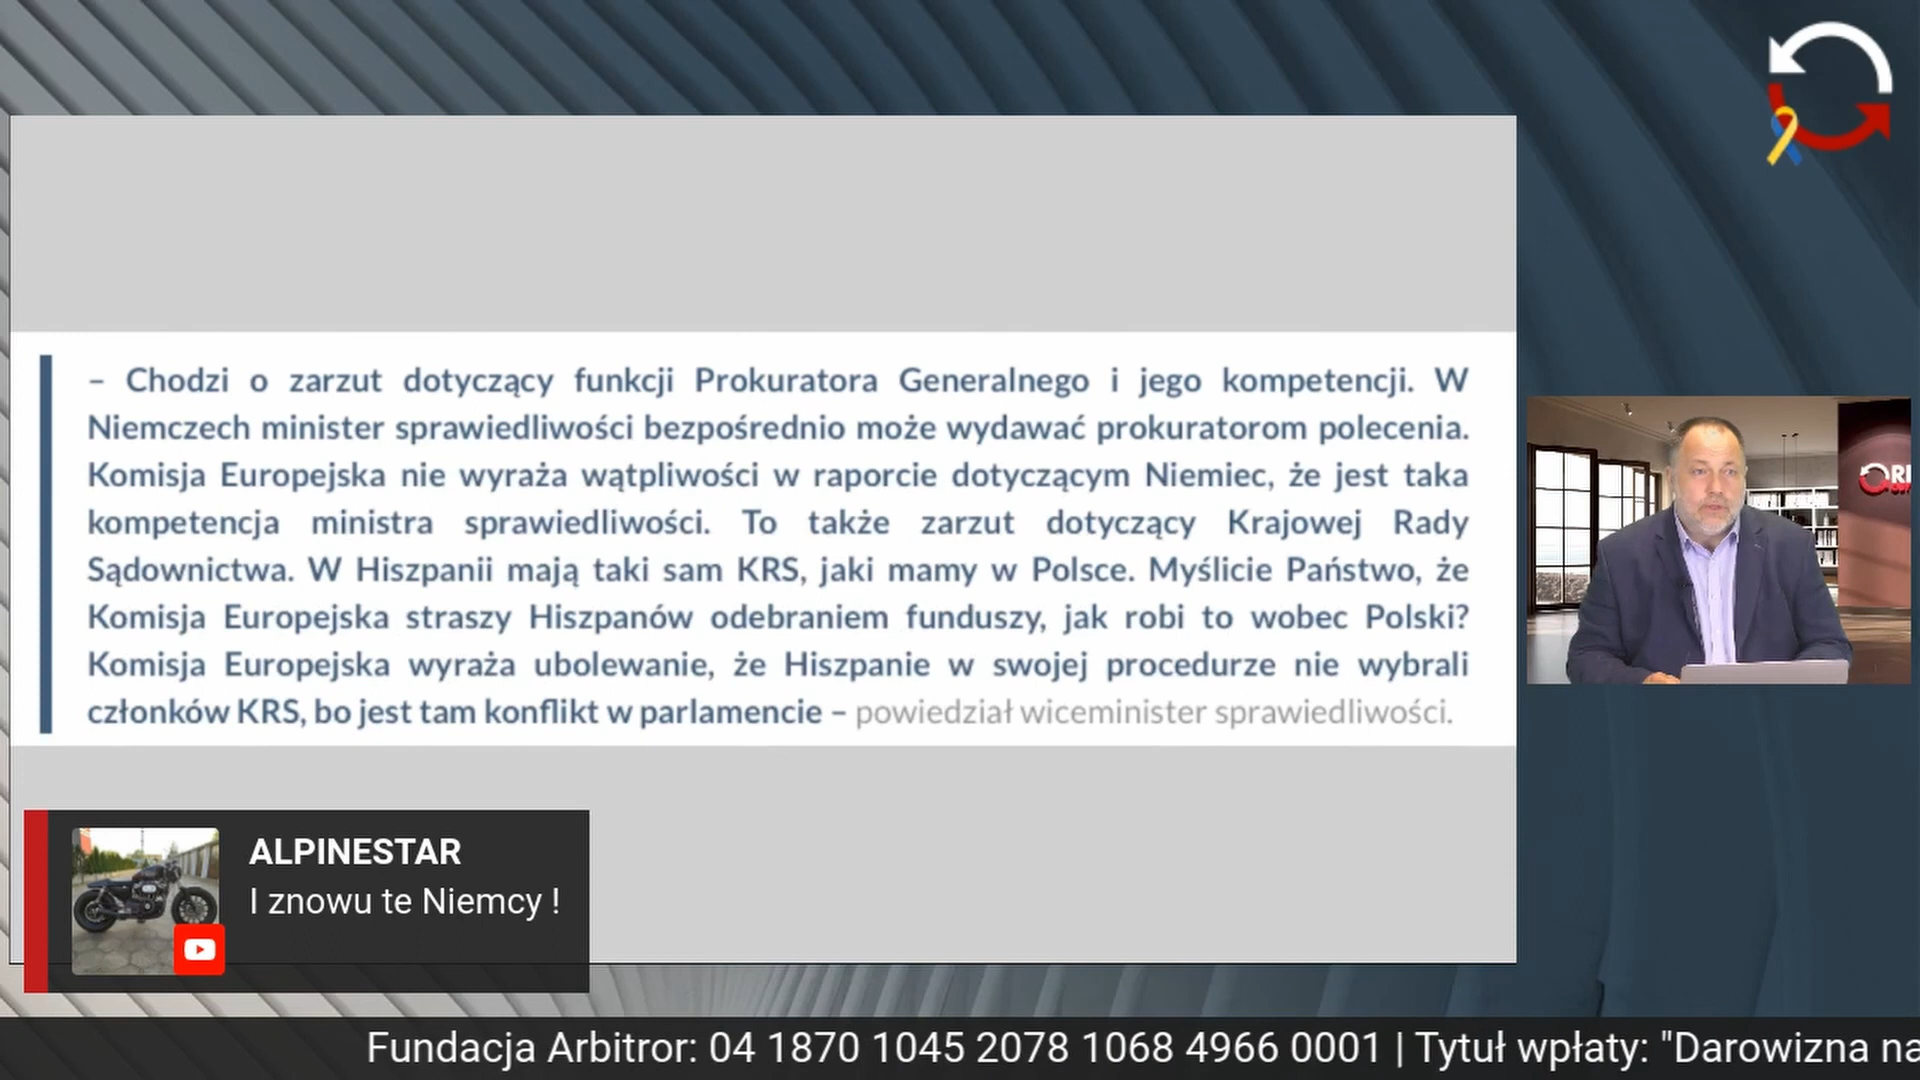 – Chodzi o zarzut dotyczący funkcji Prokuratora Generalnego i jego kompetencji. W
Niemczech minister sprawiedliwości bezpośrednio może wydawać prokuratorom polecenia.
Komisja Europejska nie wyraża wątpliwości w raporcie dotyczącym Niemiec, że jest taka
kompetencja ministra sprawiedliwości. To także zarzut dotyczący Krajowej Rady
Sądownictwa. W Hiszpanii mają taki sam KRS, jaki mamy w Polsce. Myślicie Państwo, że
Komisja Europejska straszy Hiszpanów odebraniem funduszy, jak robi to wobec Polski?
Komisja Europejska wyraża ubolewanie, że Hiszpanie w swojej procedurze nie wybrali
członków KRS, bo jest tam konflikt w parlamencie – powiedział wiceminister sprawiedliwości.
ALPINESTAR
I znowu te Niemcy !
Fundacja Arbitror: 04 1870 1045 2078 1068 4966 0001 | Tytuł wpłaty: "Darowizna na